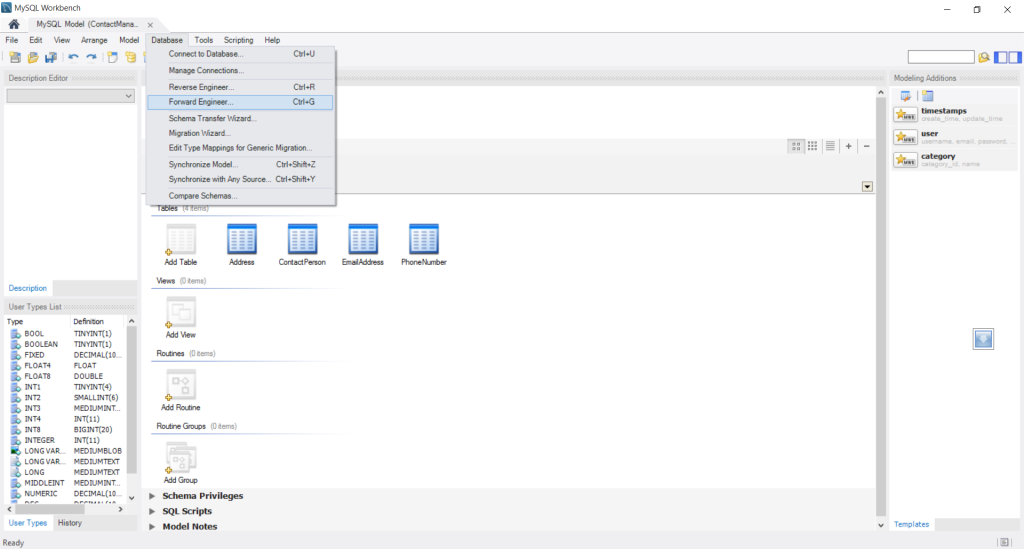 MySQL Workbench
MySQL Model (ContactMana.. ×
File Edit View Arrange Model Database Tools Scripting Help
Connect to Database... Ctrl+U
Manage Connections...
Reverse Engineer... Ctrl+R
Forward Engineer... Ctrl+G
Schema Transfer Wizard...
Migration Wizard...
Edit Type Mappings for Generic Migration...
Synchronize Model... Ctrl+Shift+Z
Synchronize with Any Source... Ctrl+Shift+Y
Compare Schemas...
Description Editor
Description
User Types List
Type Definition
BOOL TINYINT(1)
BOOLEAN TINYINT(1)
FIXED DECIMAL(10...
FLOAT4 FLOAT
FLOAT8 DOUBLE
INT1 TINYINT(4)
INT2 SMALLINT(6)
INT3 MEDIUMINT...
INT4 INT(11)
INT8 BIGINT(20)
INTEGER INT(11)
LONG VAR... MEDIUMBLOB
LONG VAR... MEDIUMTEXT
LONG MEDIUMTEXT
MIDDLEINT MEDIUMINT...
NUMERIC DECIMAL(10...
User Types History
Tables (4 items)
Add Table Address ContactPerson EmailAddress PhoneNumber
Views (0 items)
Add View
Routines (0 items)
Add Routine
Routine Groups (0 items)
Add Group
Schema Privileges
SQL Scripts
Model Notes
Modeling Additions
timestamps
create_time, update_time
user
username, email, password, ...
category
category_id, name
Templates
Ready